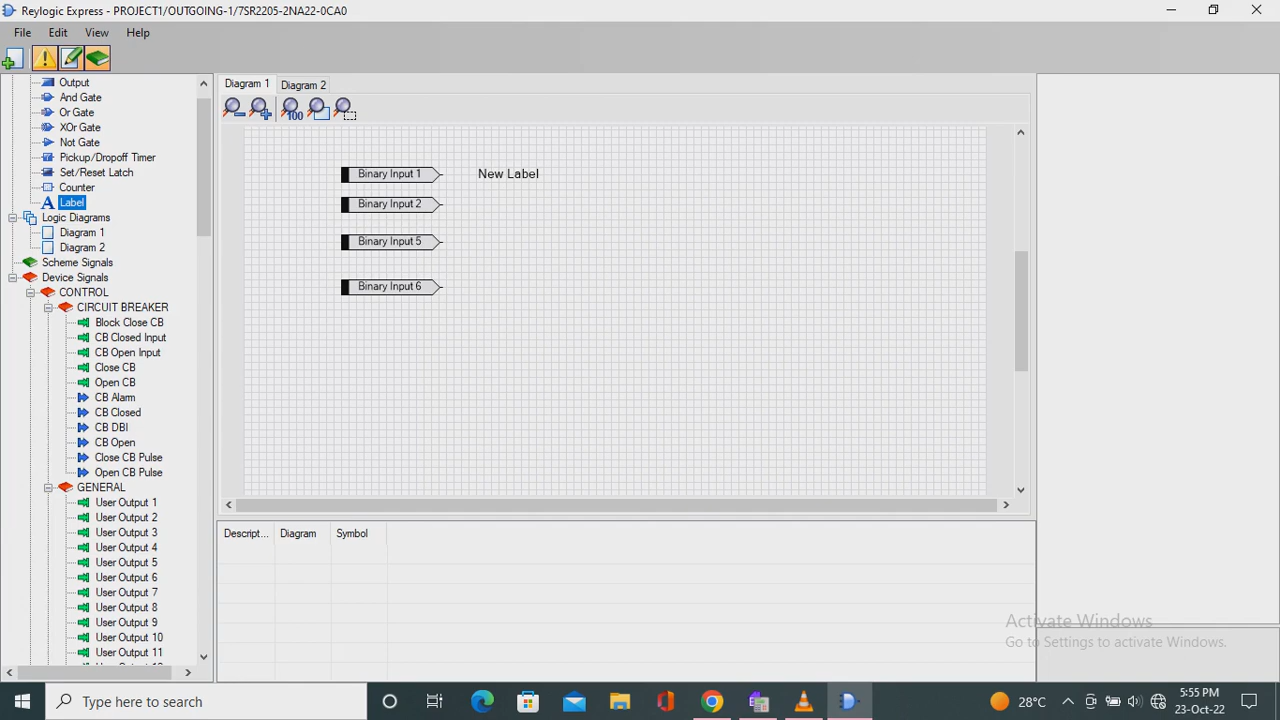 Reylogic Express - PROJECT1/OUTGOING-1/7SR2205-2NA22-0CA0
File Edit View Help
Output
And Gate
Or Gate
XOr Gate
Not Gate
Pickup/Dropoff Timer
Set/Reset Latch
Counter
A Label
Logic Diagrams
Diagram 1
Diagram 2
Scheme Signals
Device Signals
CONTROL
CIRCUIT BREAKER
Block Close CB
CB Closed Input
CB Open Input
Close CB
Open CB
CB Alarm
CB Closed
CB DBI
CB Open
Close CB Pulse
Open CB Pulse
GENERAL
User Output 1
User Output 2
User Output 3
User Output 4
User Output 5
User Output 6
User Output 7
User Output 8
User Output 9
User Output 10
User Output 11
Diagram 1 Diagram 2
100
Binary Input 1 New Label
Binary Input 2
Binary Input 5
Binary Input 6
Descript... Diagram Symbol
Activate Windows
Go to Settings to activate Windows.
Type here to search
28°C
5:55 PM
23-Oct-22